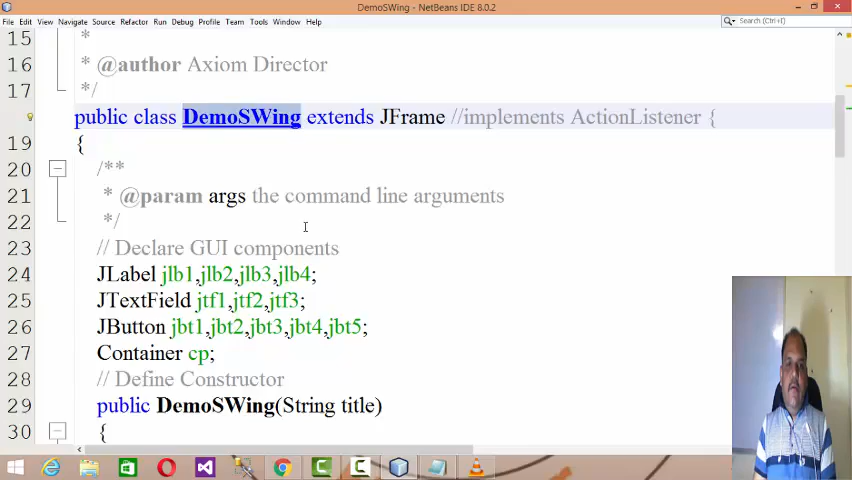 DemoSWing - NetBeans IDE 8.0.2
File Edit View Navigate Source Refactor Run Debug Profile Team Tools Window Help
Search (Ctrl+I)
15 *
16 * @author Axiom Director
17 */
public class DemoSWing extends JFrame //implements ActionListener {
19 {
20 /**
21 * @param args the command line arguments
22 */
23 // Declare GUI components
24 JLabel jlb1,jlb2,jlb3,jlb4;
25 JTextField jtf1,jtf2,jtf3;
26 JButton jbt1,jbt2,jbt3,jbt4,jbt5;
27 Container cp;
28 // Define Constructor
29 public DemoSWing(String title)
30 {